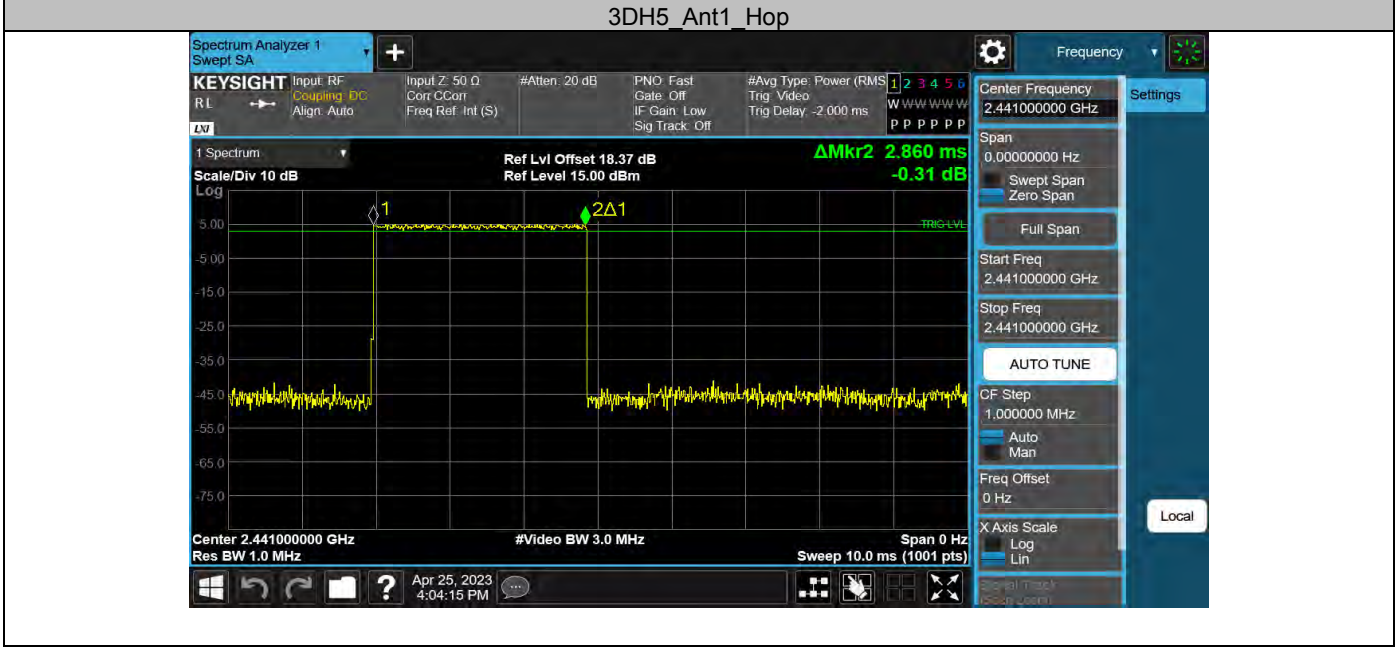 3DH5_Ant1_Hop
Spectrum Analyzer 1
Swept SA
Frequency
KEYSIGHT
RL
LXI
Input: RF
Coupling: DC
Align: Auto
Input Z: 50 Ω
Corr CCorr
Freq Ref: Int (S)
#Atten: 20 dB
PNO: Fast
Gate: Off
IF Gain: Low
Sig Track: Off
#Avg Type: Power (RMS
Trig: Video
Trig Delay: -2.000 ms
1 2 3 4 5 6
W W W W W W
P P P P P P
Center Frequency
2.441000000 GHz
Settings
1 Spectrum
Scale/Div 10 dB
Log
Ref Lvl Offset 18.37 dB
Ref Level 15.00 dBm
ΔMkr2 2.860 ms
-0.31 dB
Span
0.00000000 Hz
Swept Span
Zero Span
1
2Δ1
TRIG LVL
5.00
-5.00
-15.0
-25.0
-35.0
-45.0
-55.0
-65.0
-75.0
Full Span
Start Freq
2.441000000 GHz
Stop Freq
2.441000000 GHz
AUTO TUNE
CF Step
1.000000 MHz
Auto
Man
Freq Offset
0 Hz
Local
X Axis Scale
Log
Lin
Signal Track
Center 2.441000000 GHz
Res BW 1.0 MHz
#Video BW 3.0 MHz
Span 0 Hz
Sweep 10.0 ms (1001 pts)
?
Apr 25, 2023
4:04:15 PM